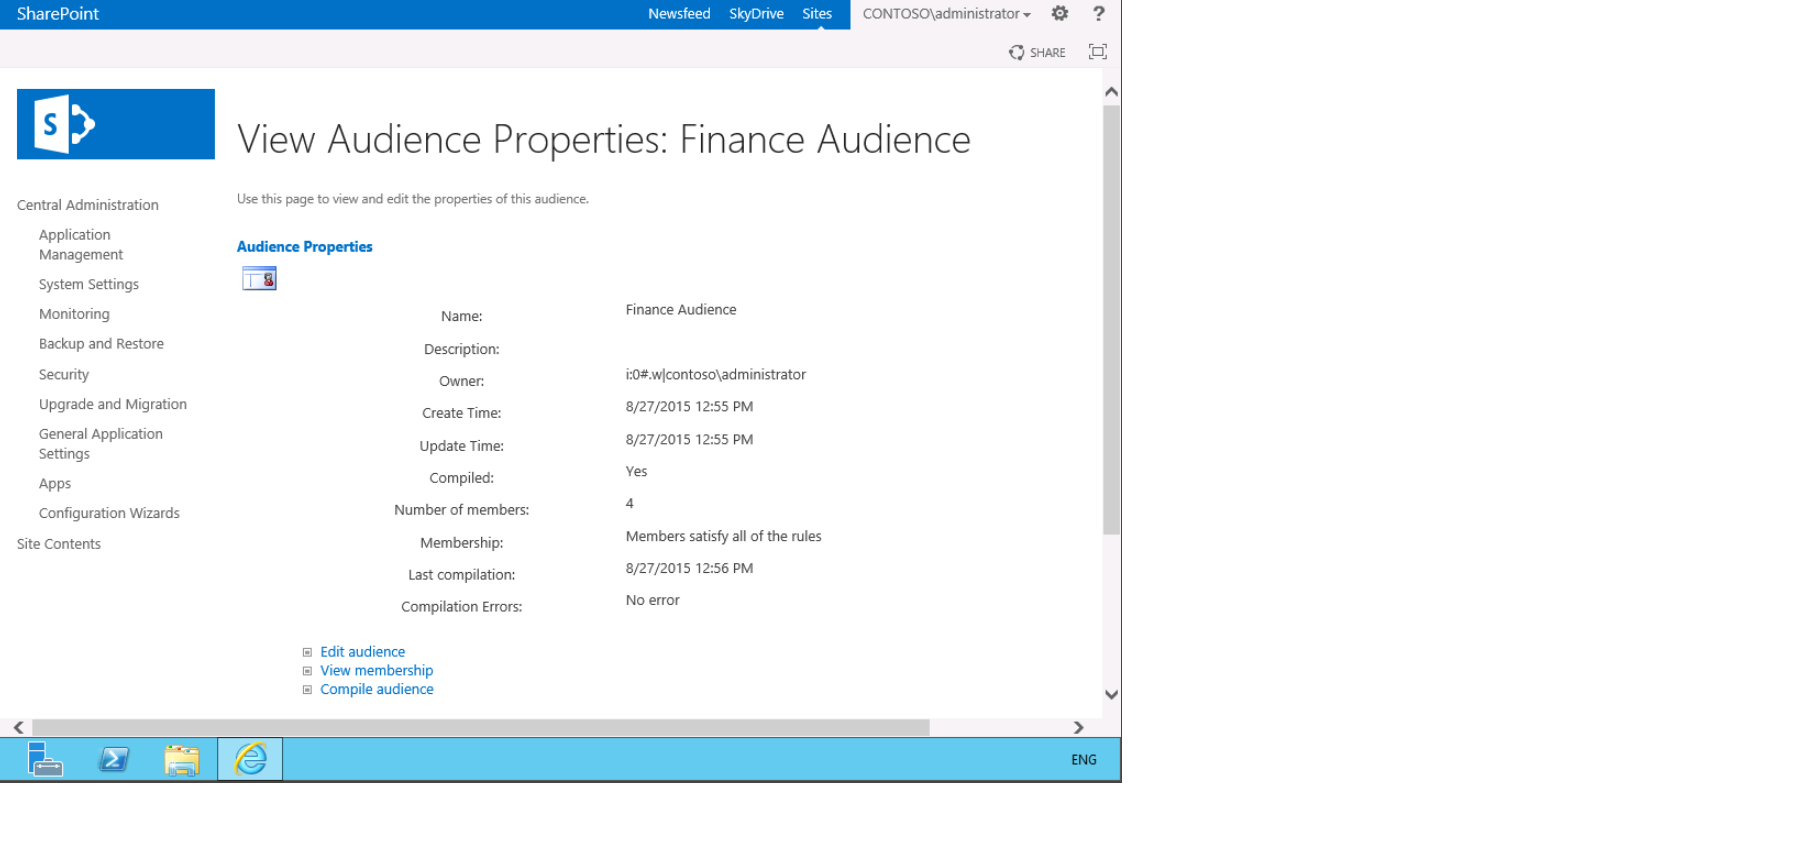 SharePoint
Newsfeed SkyDrive Sites CONTOSO\administrator ?
SHARE
S
View Audience Properties: Finance Audience
Use this page to view and edit the properties of this audience.
Central Administration
Application
Management
System Settings
Monitoring
Backup and Restore
Security
Upgrade and Migration
General Application
Settings
Apps
Configuration Wizards
Site Contents
Audience Properties
Name: Finance Audience
Description:
Owner: i:0#.w|contoso\administrator
Create Time: 8/27/2015 12:55 PM
Update Time: 8/27/2015 12:55 PM
Compiled: Yes
Number of members: 4
Membership: Members satisfy all of the rules
Last compilation: 8/27/2015 12:56 PM
Compilation Errors: No error
Edit audience
View membership
Compile audience
ENG